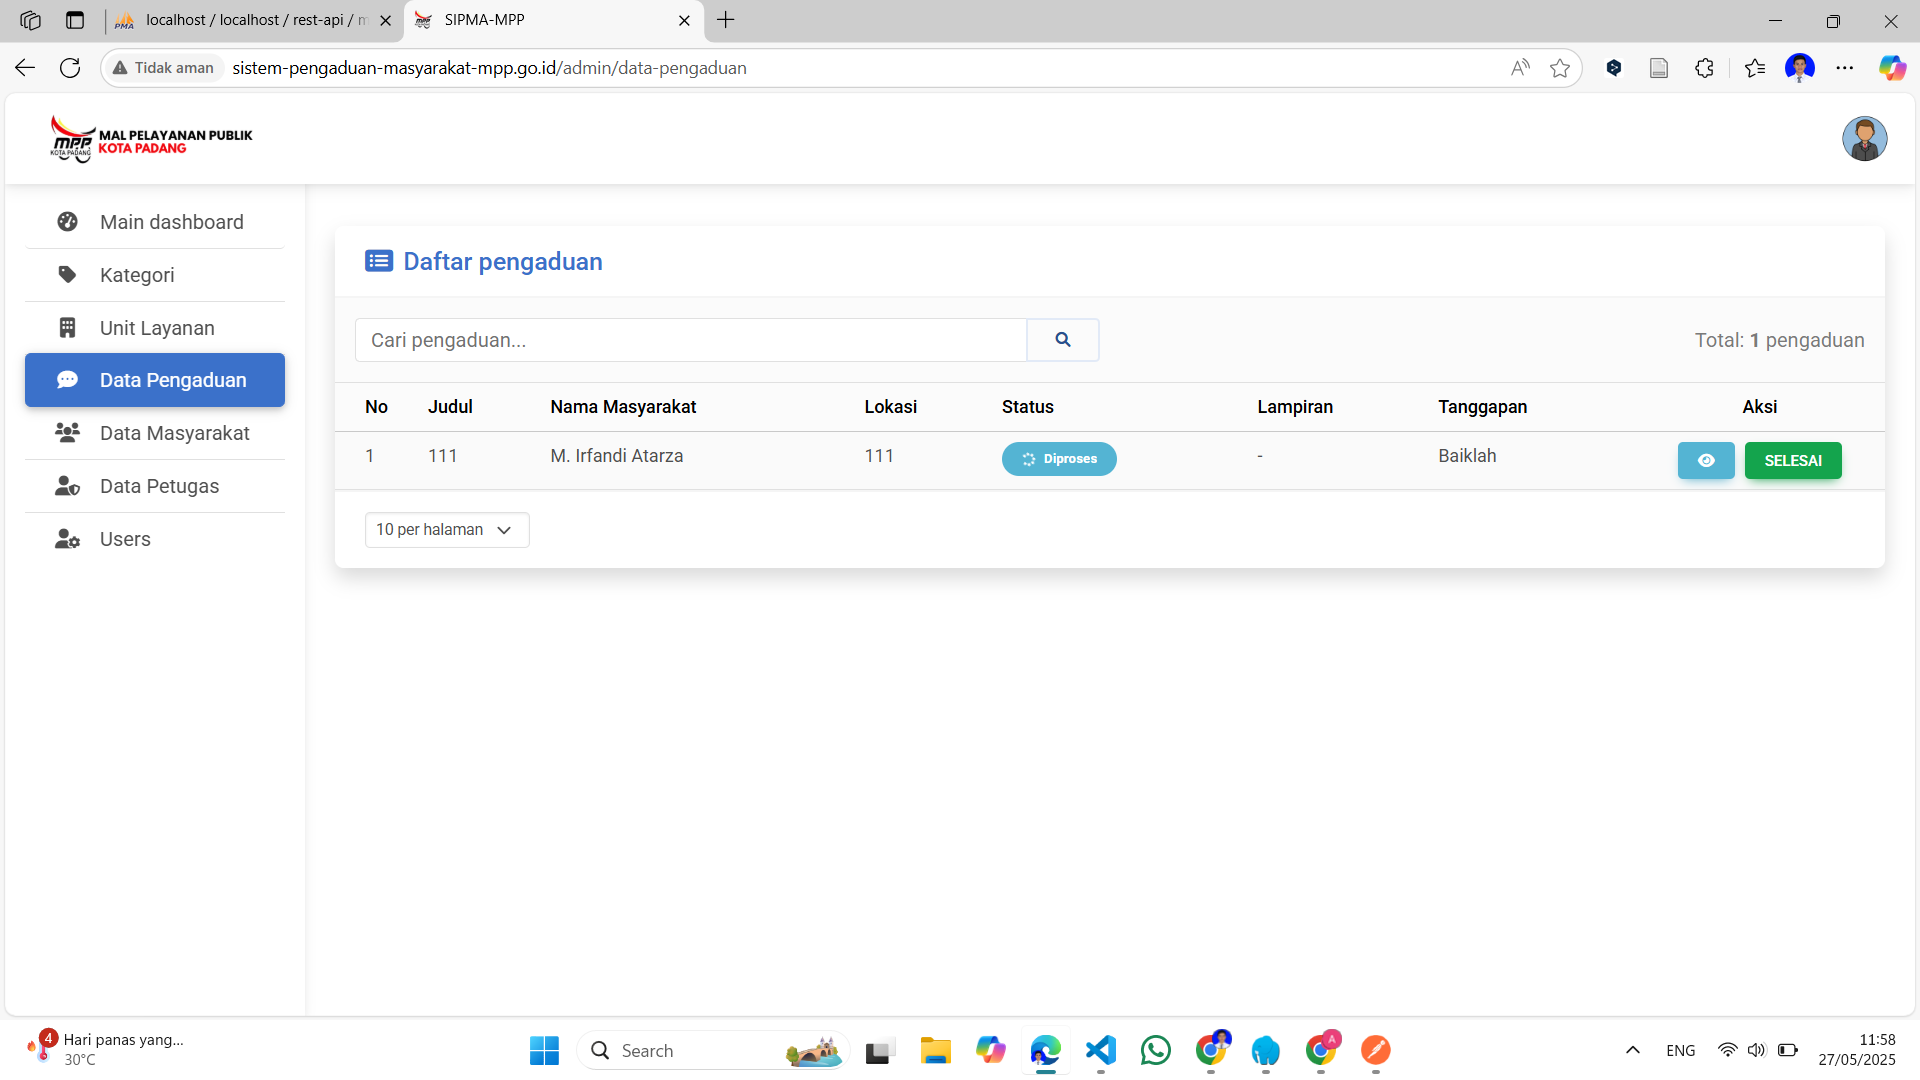 localhost / localhost / rest-api / m
SIPMA-MPP
Tidak aman
sistem-pengaduan-masyarakat-mpp.go.id/admin/data-pengaduan
MPP
KOTA PADANG
MAL PELAYANAN PUBLIK
KOTA PADANG
Main dashboard
Kategori
Unit Layanan
Data Pengaduan
Data Masyarakat
Data Petugas
Users
Daftar pengaduan
Cari pengaduan...
Total: 1 pengaduan
No Judul Nama Masyarakat Lokasi Status Lampiran Tanggapan Aksi
1 111 M. Irfandi Atarza 111 Diproses - Baiklah SELESAI
10 per halaman
4
Hari panas yang...
30°C
Search
A
ENG
11:58
27/05/2025
PMA